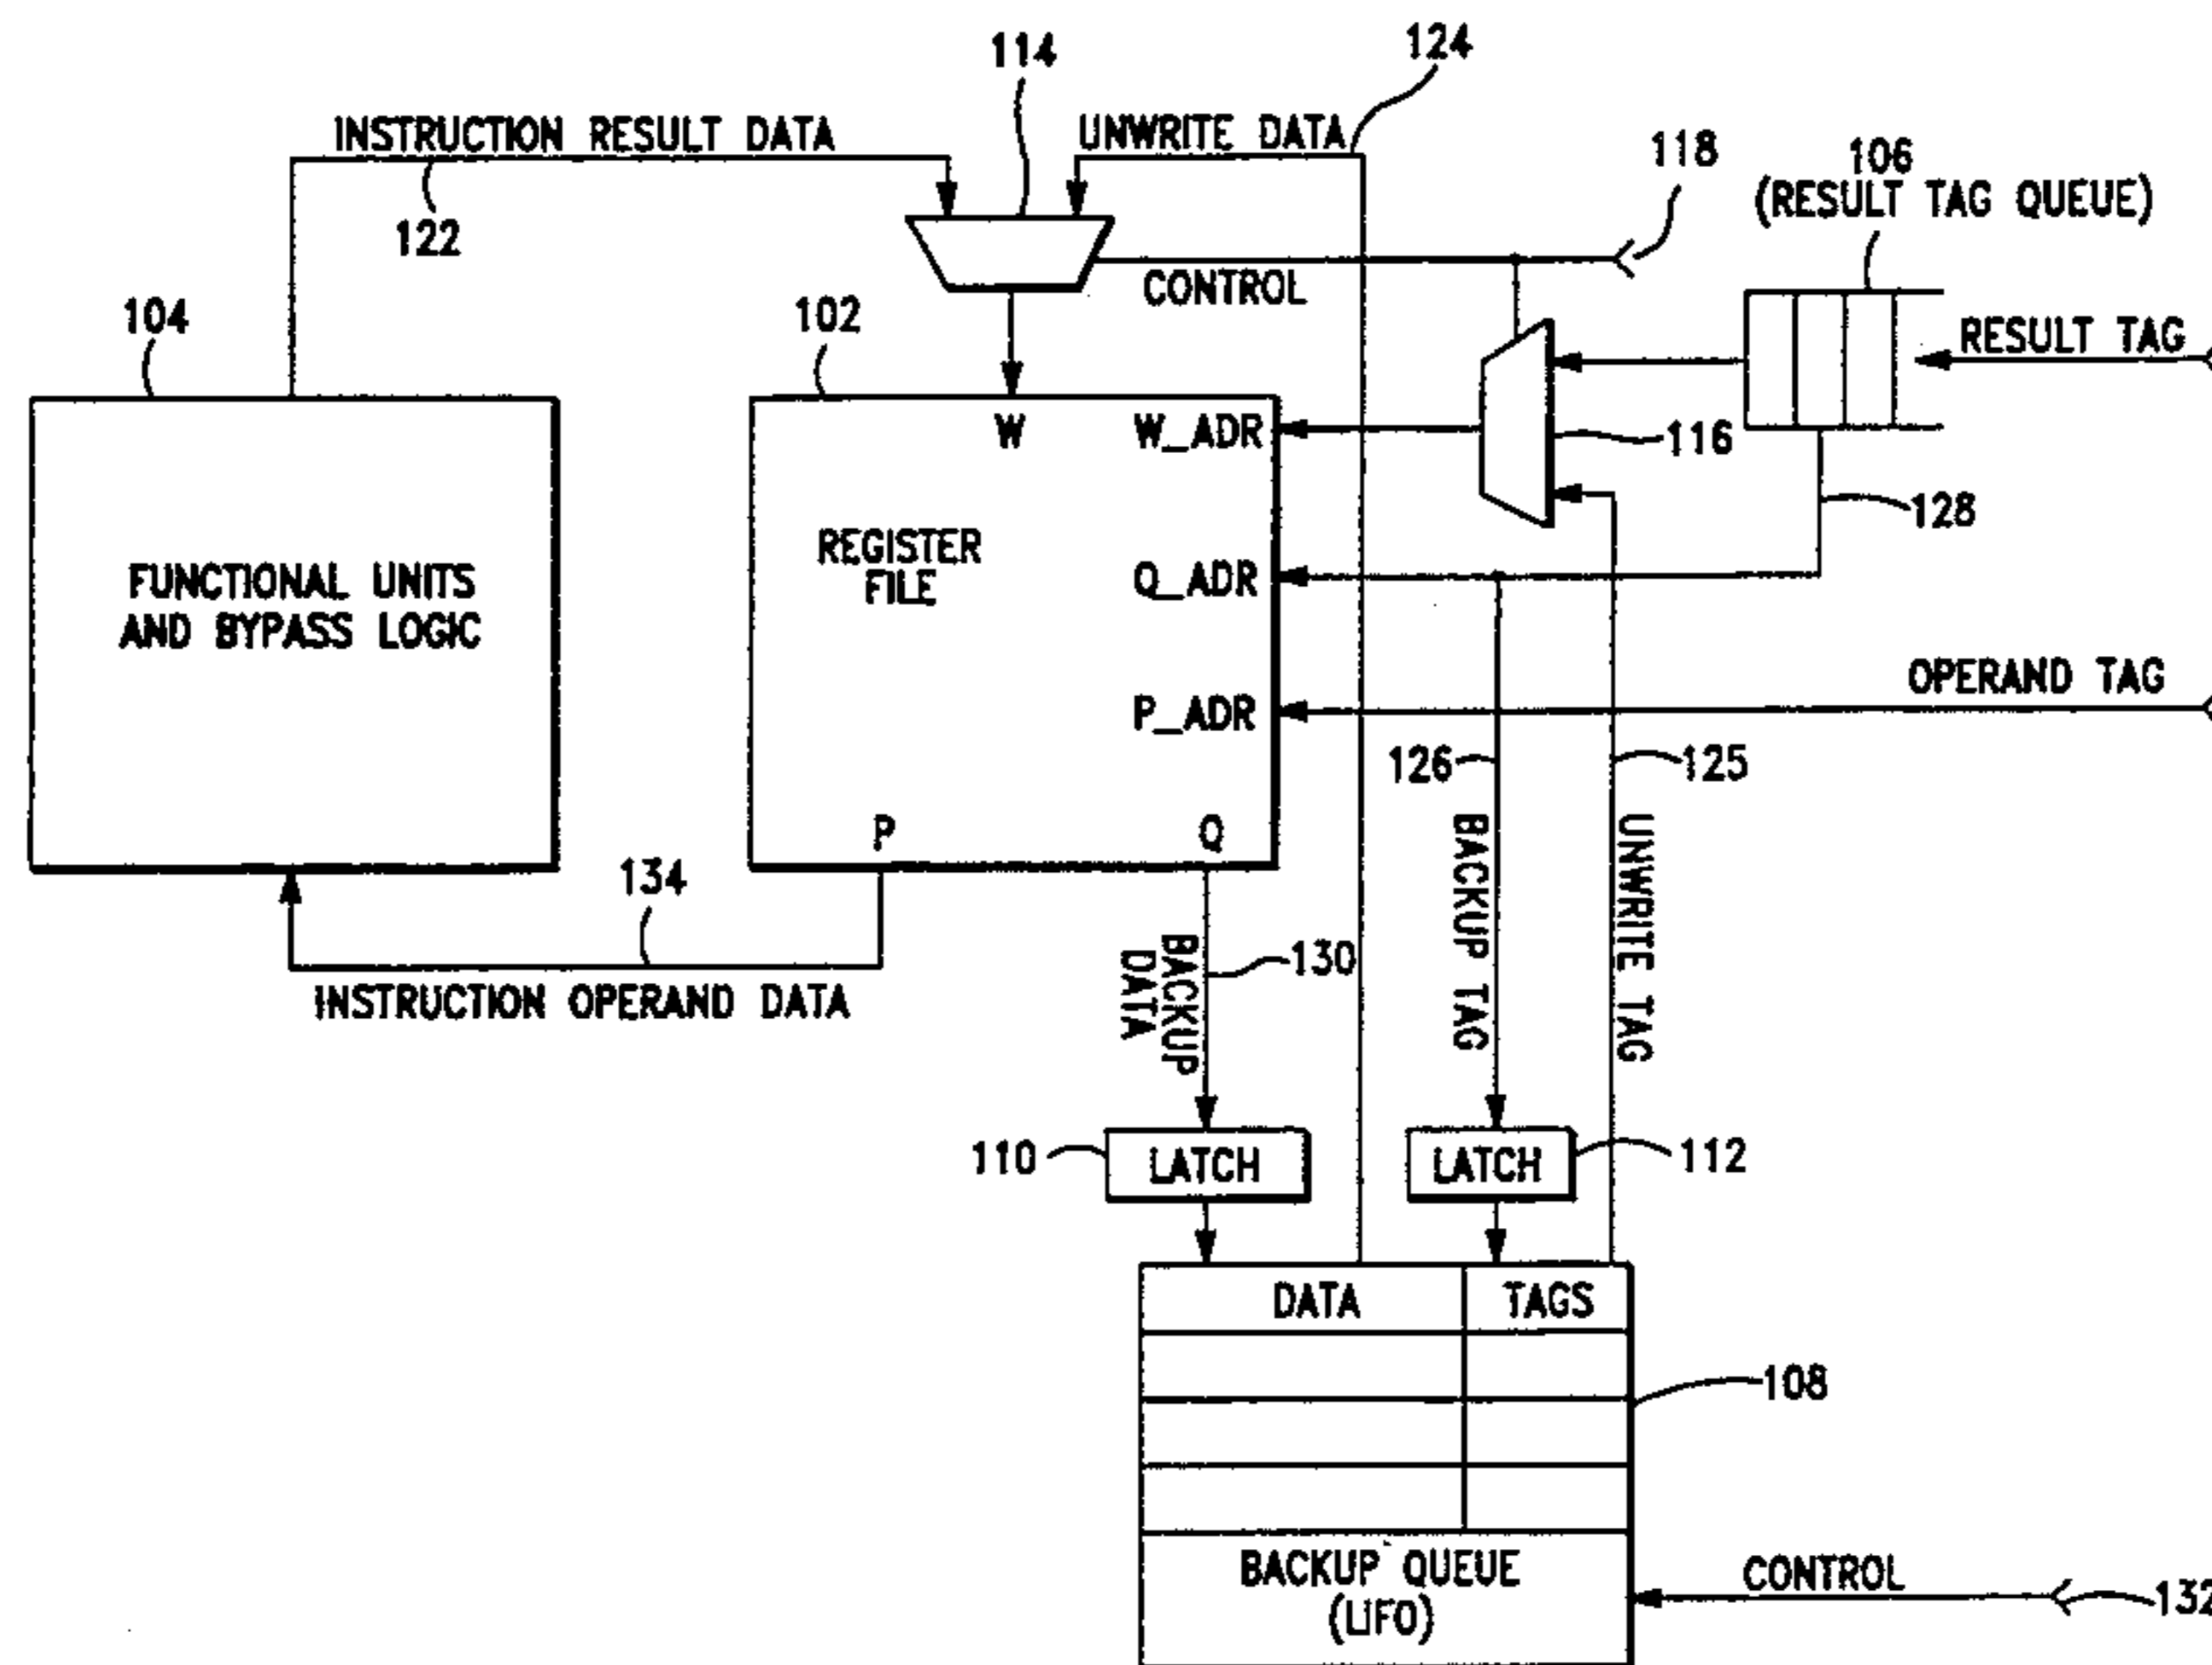 124
114
INSTRUCTION RESULT DATA
UNWRITE DATA
118
106
(RESULT TAG QUEUE)
122
CONTROL
104
102
RESULT TAG
W
W_ADR
116
128
REGISTER
FILE
Q_ADR
FUNCTIONAL UNITS
AND BYPASS LOGIC
OPERAND TAG
P_ADR
126
125
P
Q
134
BACKUP TAG
UNWRITE TAG
BACKUP
DATA
130
INSTRUCTION OPERAND DATA
110
LATCH
LATCH
112
DATA
TAGS
108
BACKUP QUEUE
(LIFO)
CONTROL
132